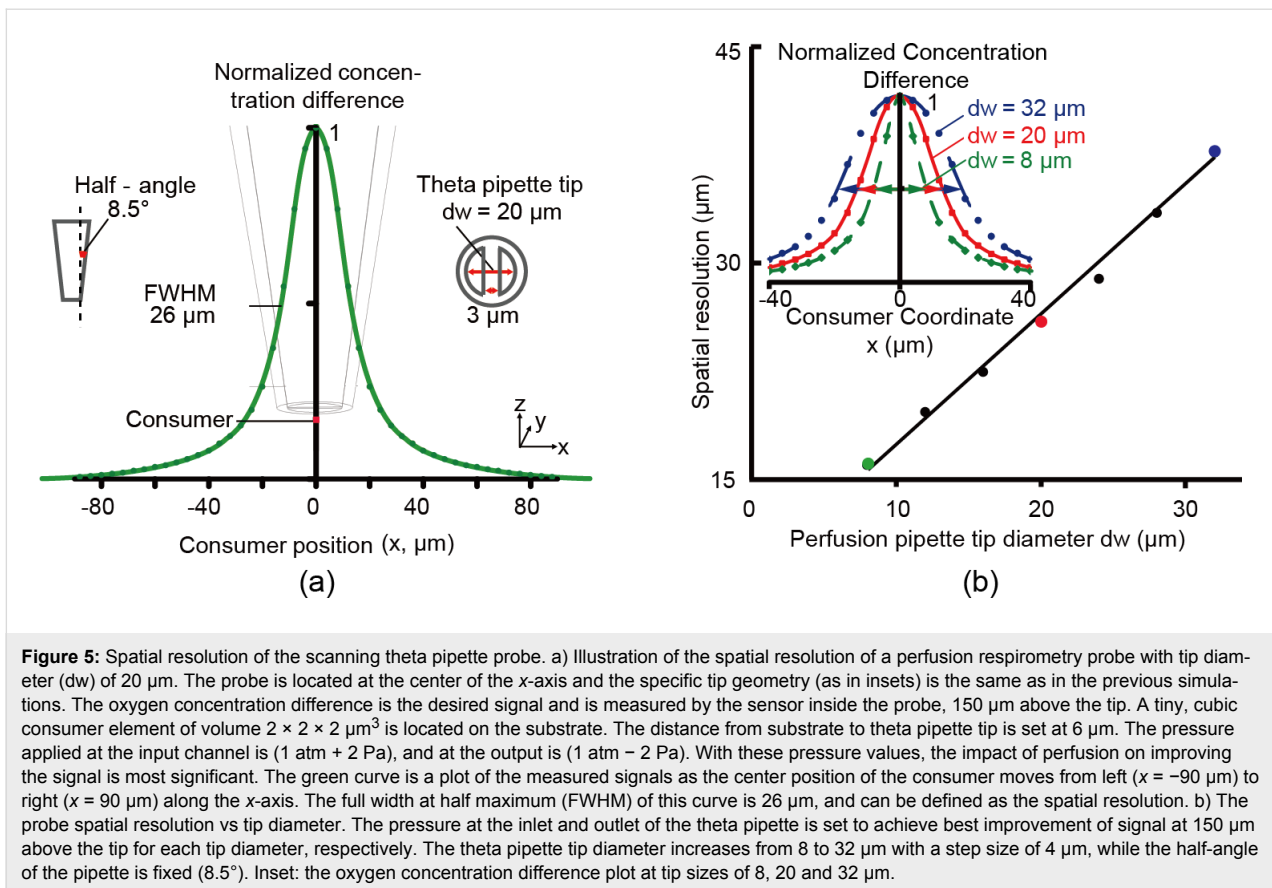 Normalized concen-
tration difference
1
Half - angle
8.5°
Theta pipette tip
dw = 20 µm
FWHM
26 µm
3 µm
Consumer
z
y
x
-80
-40
0
40
80
Consumer position (x, µm)
(a)
45
30
15
Spatial resolution (µm)
Normalized Concentration
Difference
1
dw = 32 µm
dw = 20 µm
dw = 8 µm
-40
0
40
Consumer Coordinate
x (µm)
0
10
20
30
Perfusion pipette tip diameter dw (µm)
(b)
Figure 5: Spatial resolution of the scanning theta pipette probe. a) Illustration of the spatial resolution of a perfusion respirometry probe with tip diam-
eter (dw) of 20 µm. The probe is located at the center of the x-axis and the specific tip geometry (as in insets) is the same as in the previous simula-
tions. The oxygen concentration difference is the desired signal and is measured by the sensor inside the probe, 150 µm above the tip. A tiny, cubic
consumer element of volume 2 × 2 × 2 µm³ is located on the substrate. The distance from substrate to theta pipette tip is set at 6 µm. The pressure
applied at the input channel is (1 atm + 2 Pa), and at the output is (1 atm − 2 Pa). With these pressure values, the impact of perfusion on improving
the signal is most significant. The green curve is a plot of the measured signals as the center position of the consumer moves from left (x = −90 µm) to
right (x = 90 µm) along the x-axis. The full width at half maximum (FWHM) of this curve is 26 µm, and can be defined as the spatial resolution. b) The
probe spatial resolution vs tip diameter. The pressure at the inlet and outlet of the theta pipette is set to achieve best improvement of signal at 150 µm
above the tip for each tip diameter, respectively. The theta pipette tip diameter increases from 8 to 32 µm with a step size of 4 µm, while the half-angle
of the pipette is fixed (8.5°). Inset: the oxygen concentration difference plot at tip sizes of 8, 20 and 32 µm.